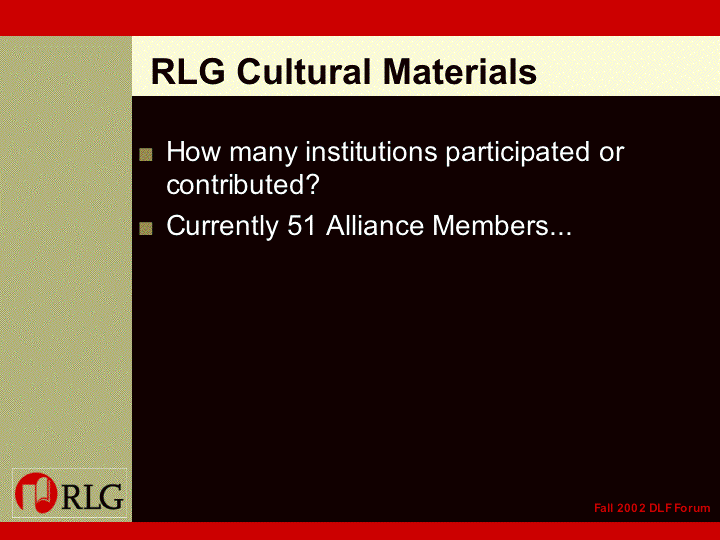 RLG Cultural Materials
How many institutions participated or
contributed?
Currently 51 Alliance Members...
RLG
Fall 2002 DLF Forum